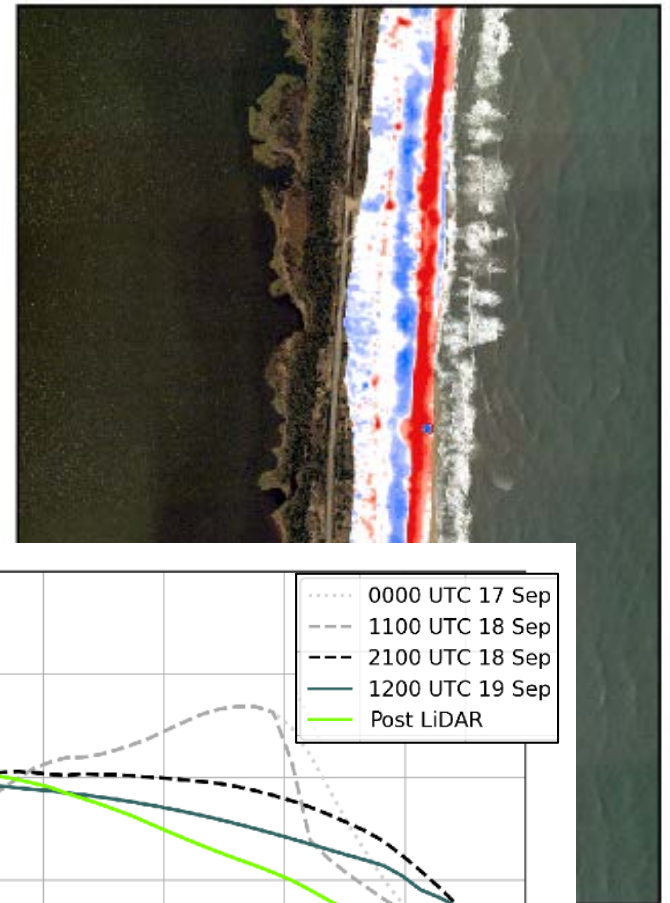 0000 UTC 17 Sep
1100 UTC 18 Sep
2100 UTC 18 Sep
1200 UTC 19 Sep
Post LiDAR